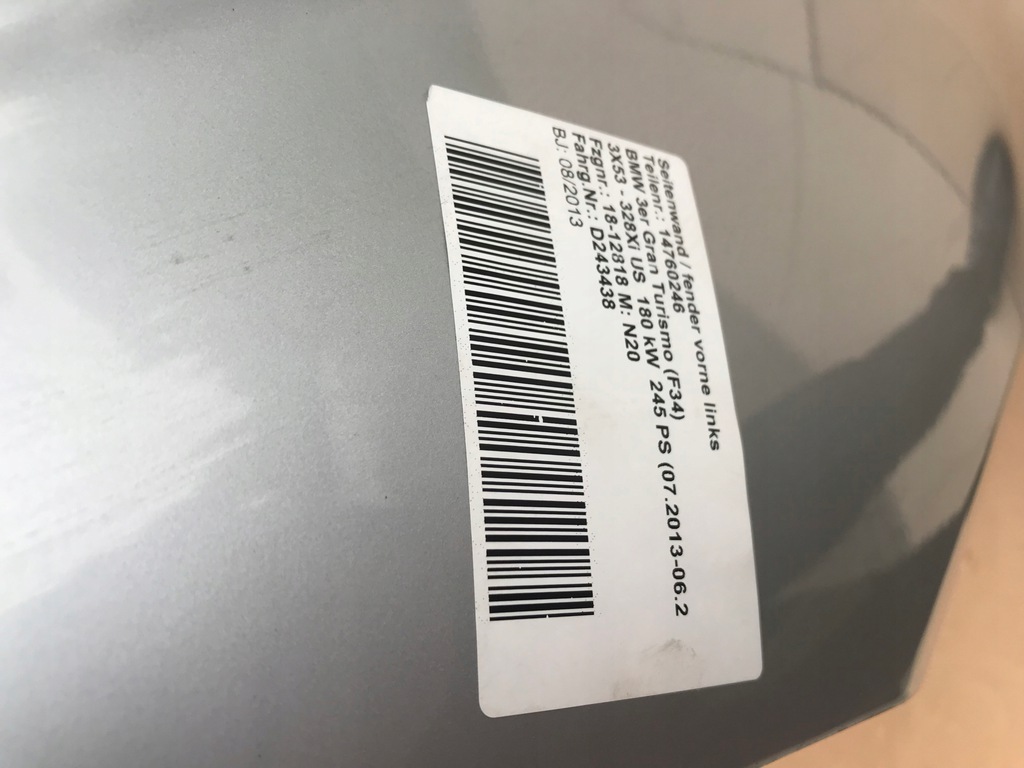 Seitenwand / fender vorne links
Teilenr.: 14760246
BMW 3er Gran Turismo (F34)
3X53 - 328Xi US 180 kW 245 PS (07.2013-06.2
Fzgnr.: 18-12818 M: N20
Fahrg.Nr.: D243438
BJ: 08/2013